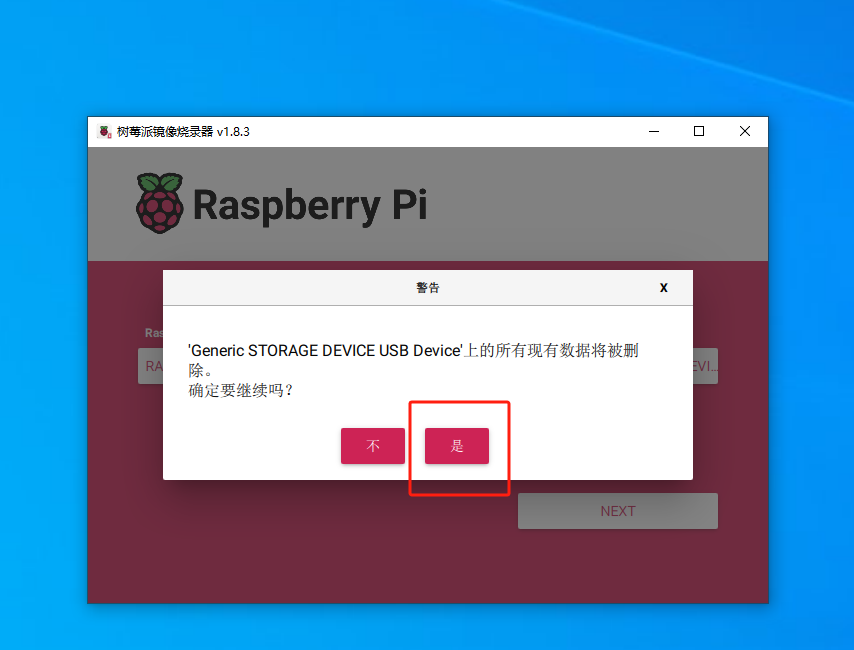 树莓派镜像烧录器 v1.8.3
Raspberry Pi
警告
X
Ras
'Generic STORAGE DEVICE USB Device'上的所有现有数据将被删
除。
确定要继续吗？
RA
EVI...
不
是
NEXT